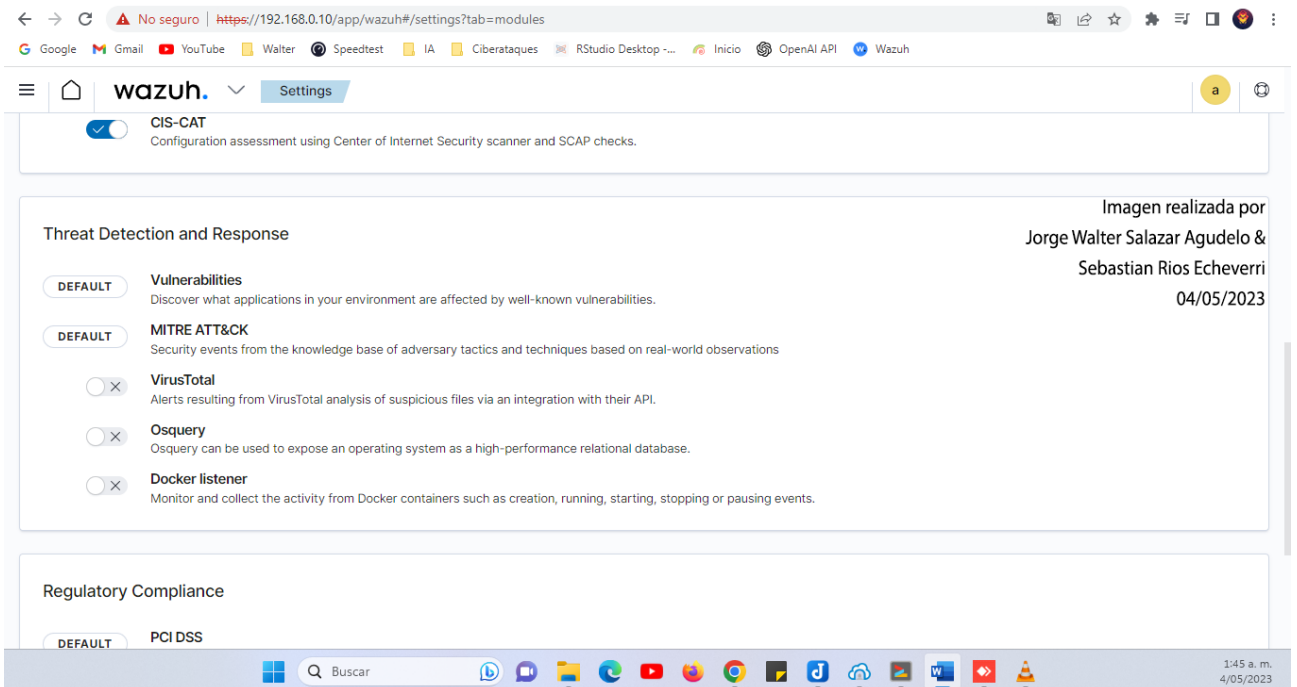 No seguro | https://192.168.0.10/app/wazuh#/settings?tab=modules
Google Gmail YouTube Walter Speedtest IA Ciberataques RStudio Desktop -... Inicio OpenAI API Wazuh
wazuh. Settings a
CIS-CAT
Configuration assessment using Center of Internet Security scanner and SCAP checks.
Imagen realizada por
Jorge Walter Salazar Agudelo &
Sebastian Rios Echeverri
04/05/2023
Threat Detection and Response
DEFAULT Vulnerabilities
Discover what applications in your environment are affected by well-known vulnerabilities.
DEFAULT MITRE ATT&CK
Security events from the knowledge base of adversary tactics and techniques based on real-world observations
VirusTotal
Alerts resulting from VirusTotal analysis of suspicious files via an integration with their API.
Osquery
Osquery can be used to expose an operating system as a high-performance relational database.
Docker listener
Monitor and collect the activity from Docker containers such as creation, running, starting, stopping or pausing events.
Regulatory Compliance
DEFAULT PCI DSS
Buscar
1:45 a. m.
4/05/2023